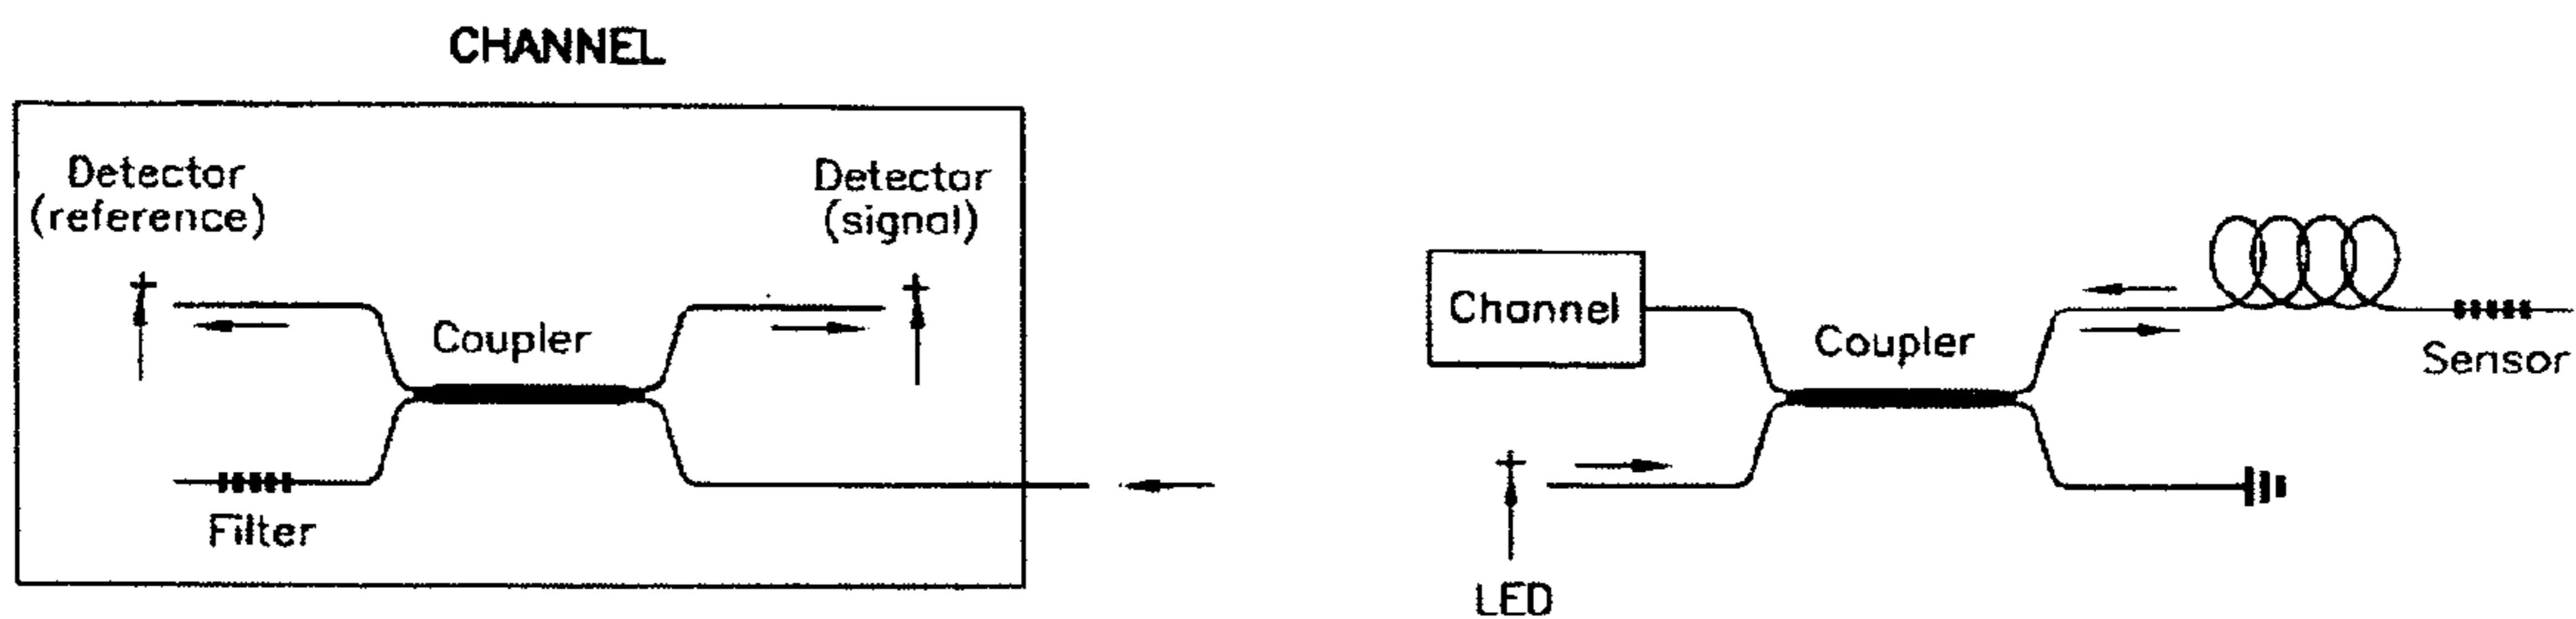 CHANNEL
Detector
(reference)
Detector
(signal)
Coupler
Filter
Channel
Coupler
Sensor
LED